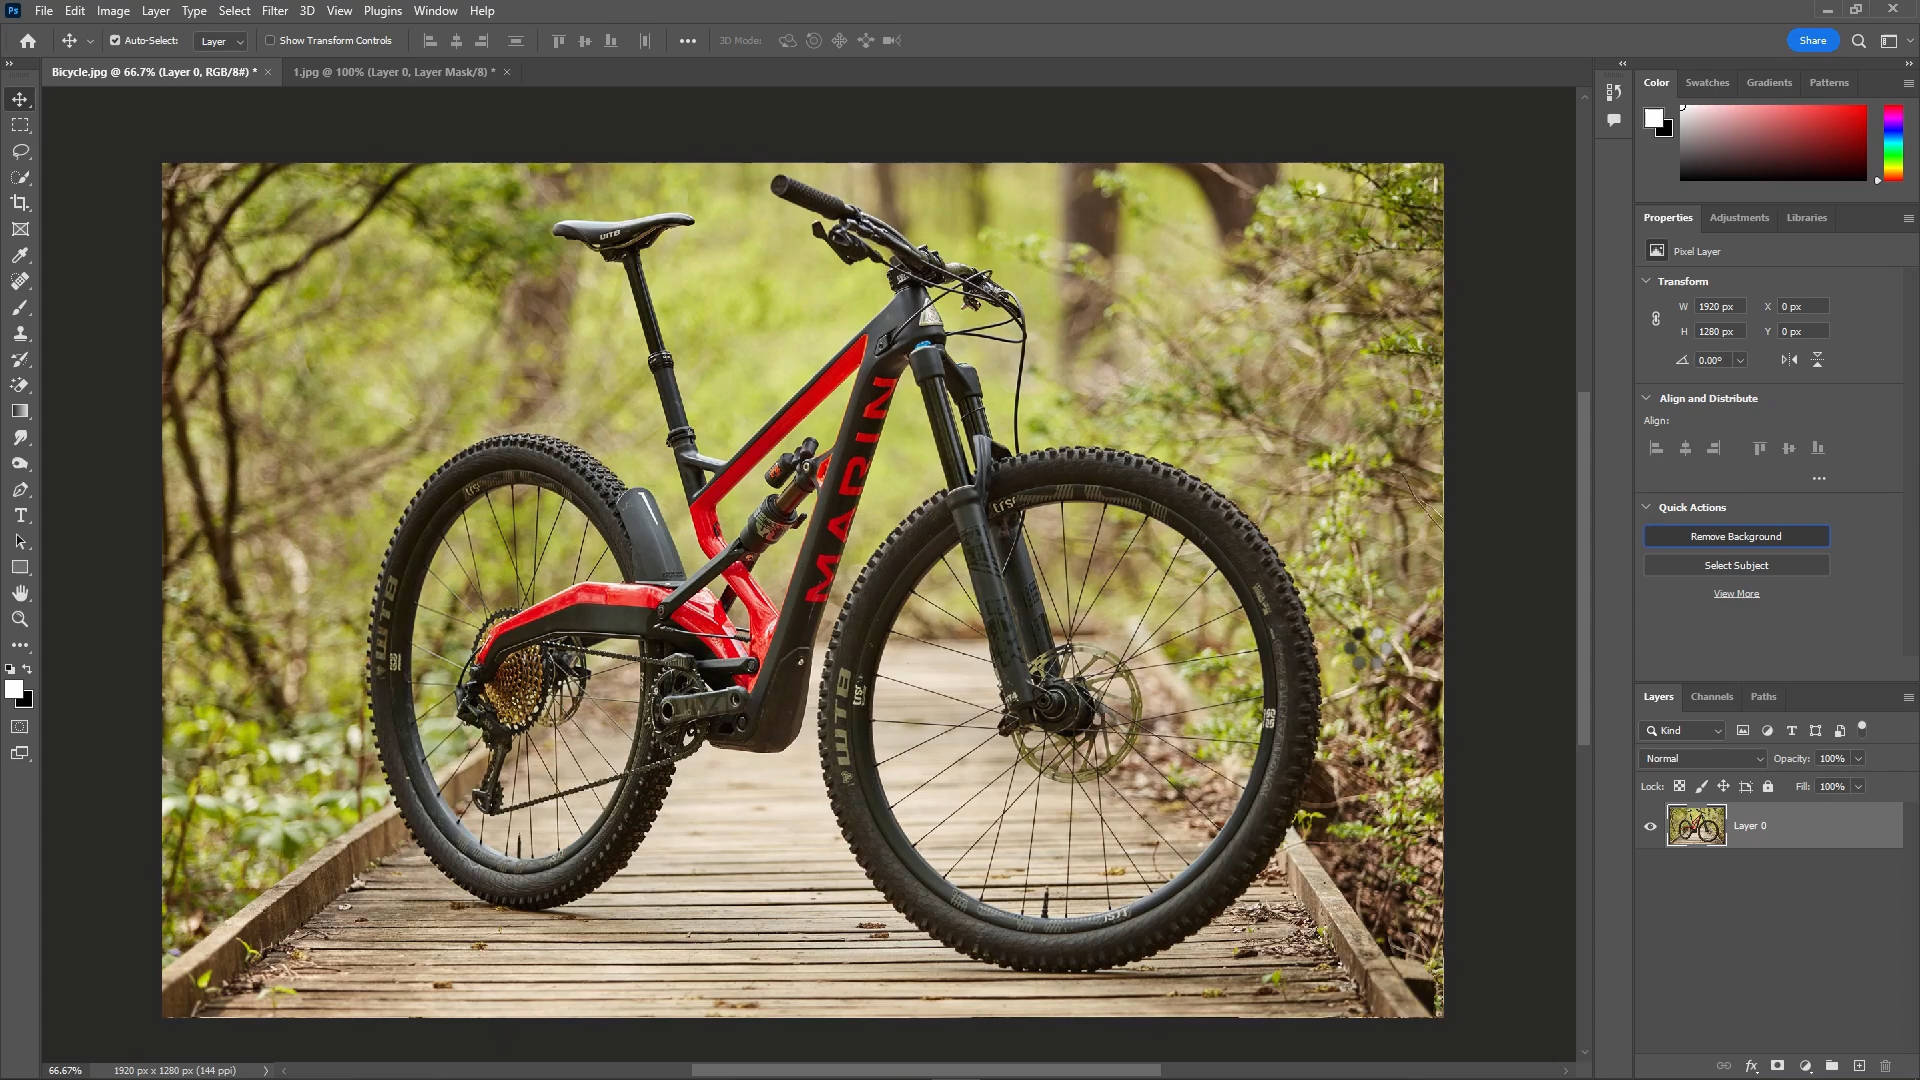 Ps File Edit Image Layer Type Select Filter 3D View Plugins Window Help
Auto-Select: Layer Show Transform Controls 3D Mode: Share
Bicycle.jpg @ 66.7% (Layer 0, RGB/8#) * × 1.jpg @ 100% (Layer 0, Layer Mask/8) * ×
Color Swatches Gradients Patterns
Properties Adjustments Libraries
Pixel Layer
Transform
W 1920 px X 0 px
H 1280 px Y 0 px
0.00°
Align and Distribute
Align:
Quick Actions
Remove Background
Select Subject
View More
Layers Channels Paths
Kind
Normal Opacity: 100%
Lock: Fill: 100%
Layer 0
WTB
MARIN
WTB
WTB
66.67% 1920 px x 1280 px (144 ppi)